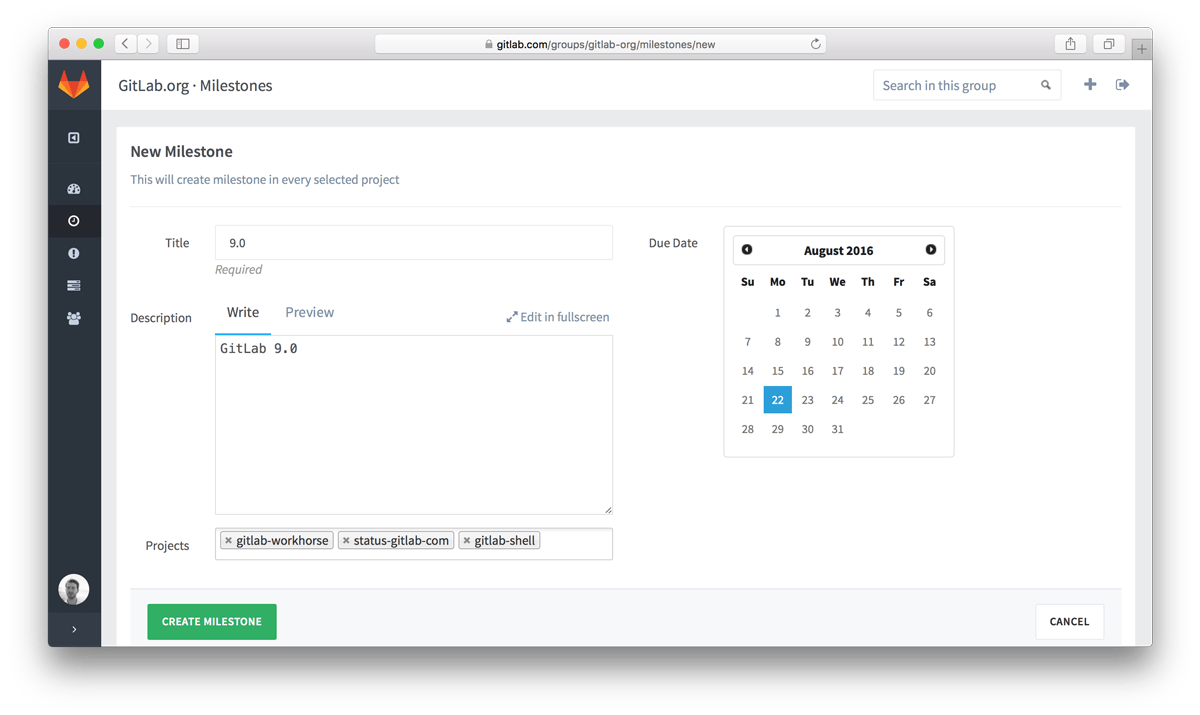 gitlab.com/groups/gitlab-org/milestones/new
GitLab.org · Milestones
Search in this group
New Milestone
This will create milestone in every selected project
Title
9.0
Required
Description
Write Preview
Edit in fullscreen
GitLab 9.0
Projects
gitlab-workhorse status-gitlab-com gitlab-shell
Due Date
August 2016
Su Mo Tu We Th Fr Sa
1 2 3 4 5 6
7 8 9 10 11 12 13
14 15 16 17 18 19 20
21 22 23 24 25 26 27
28 29 30 31
CREATE MILESTONE
CANCEL